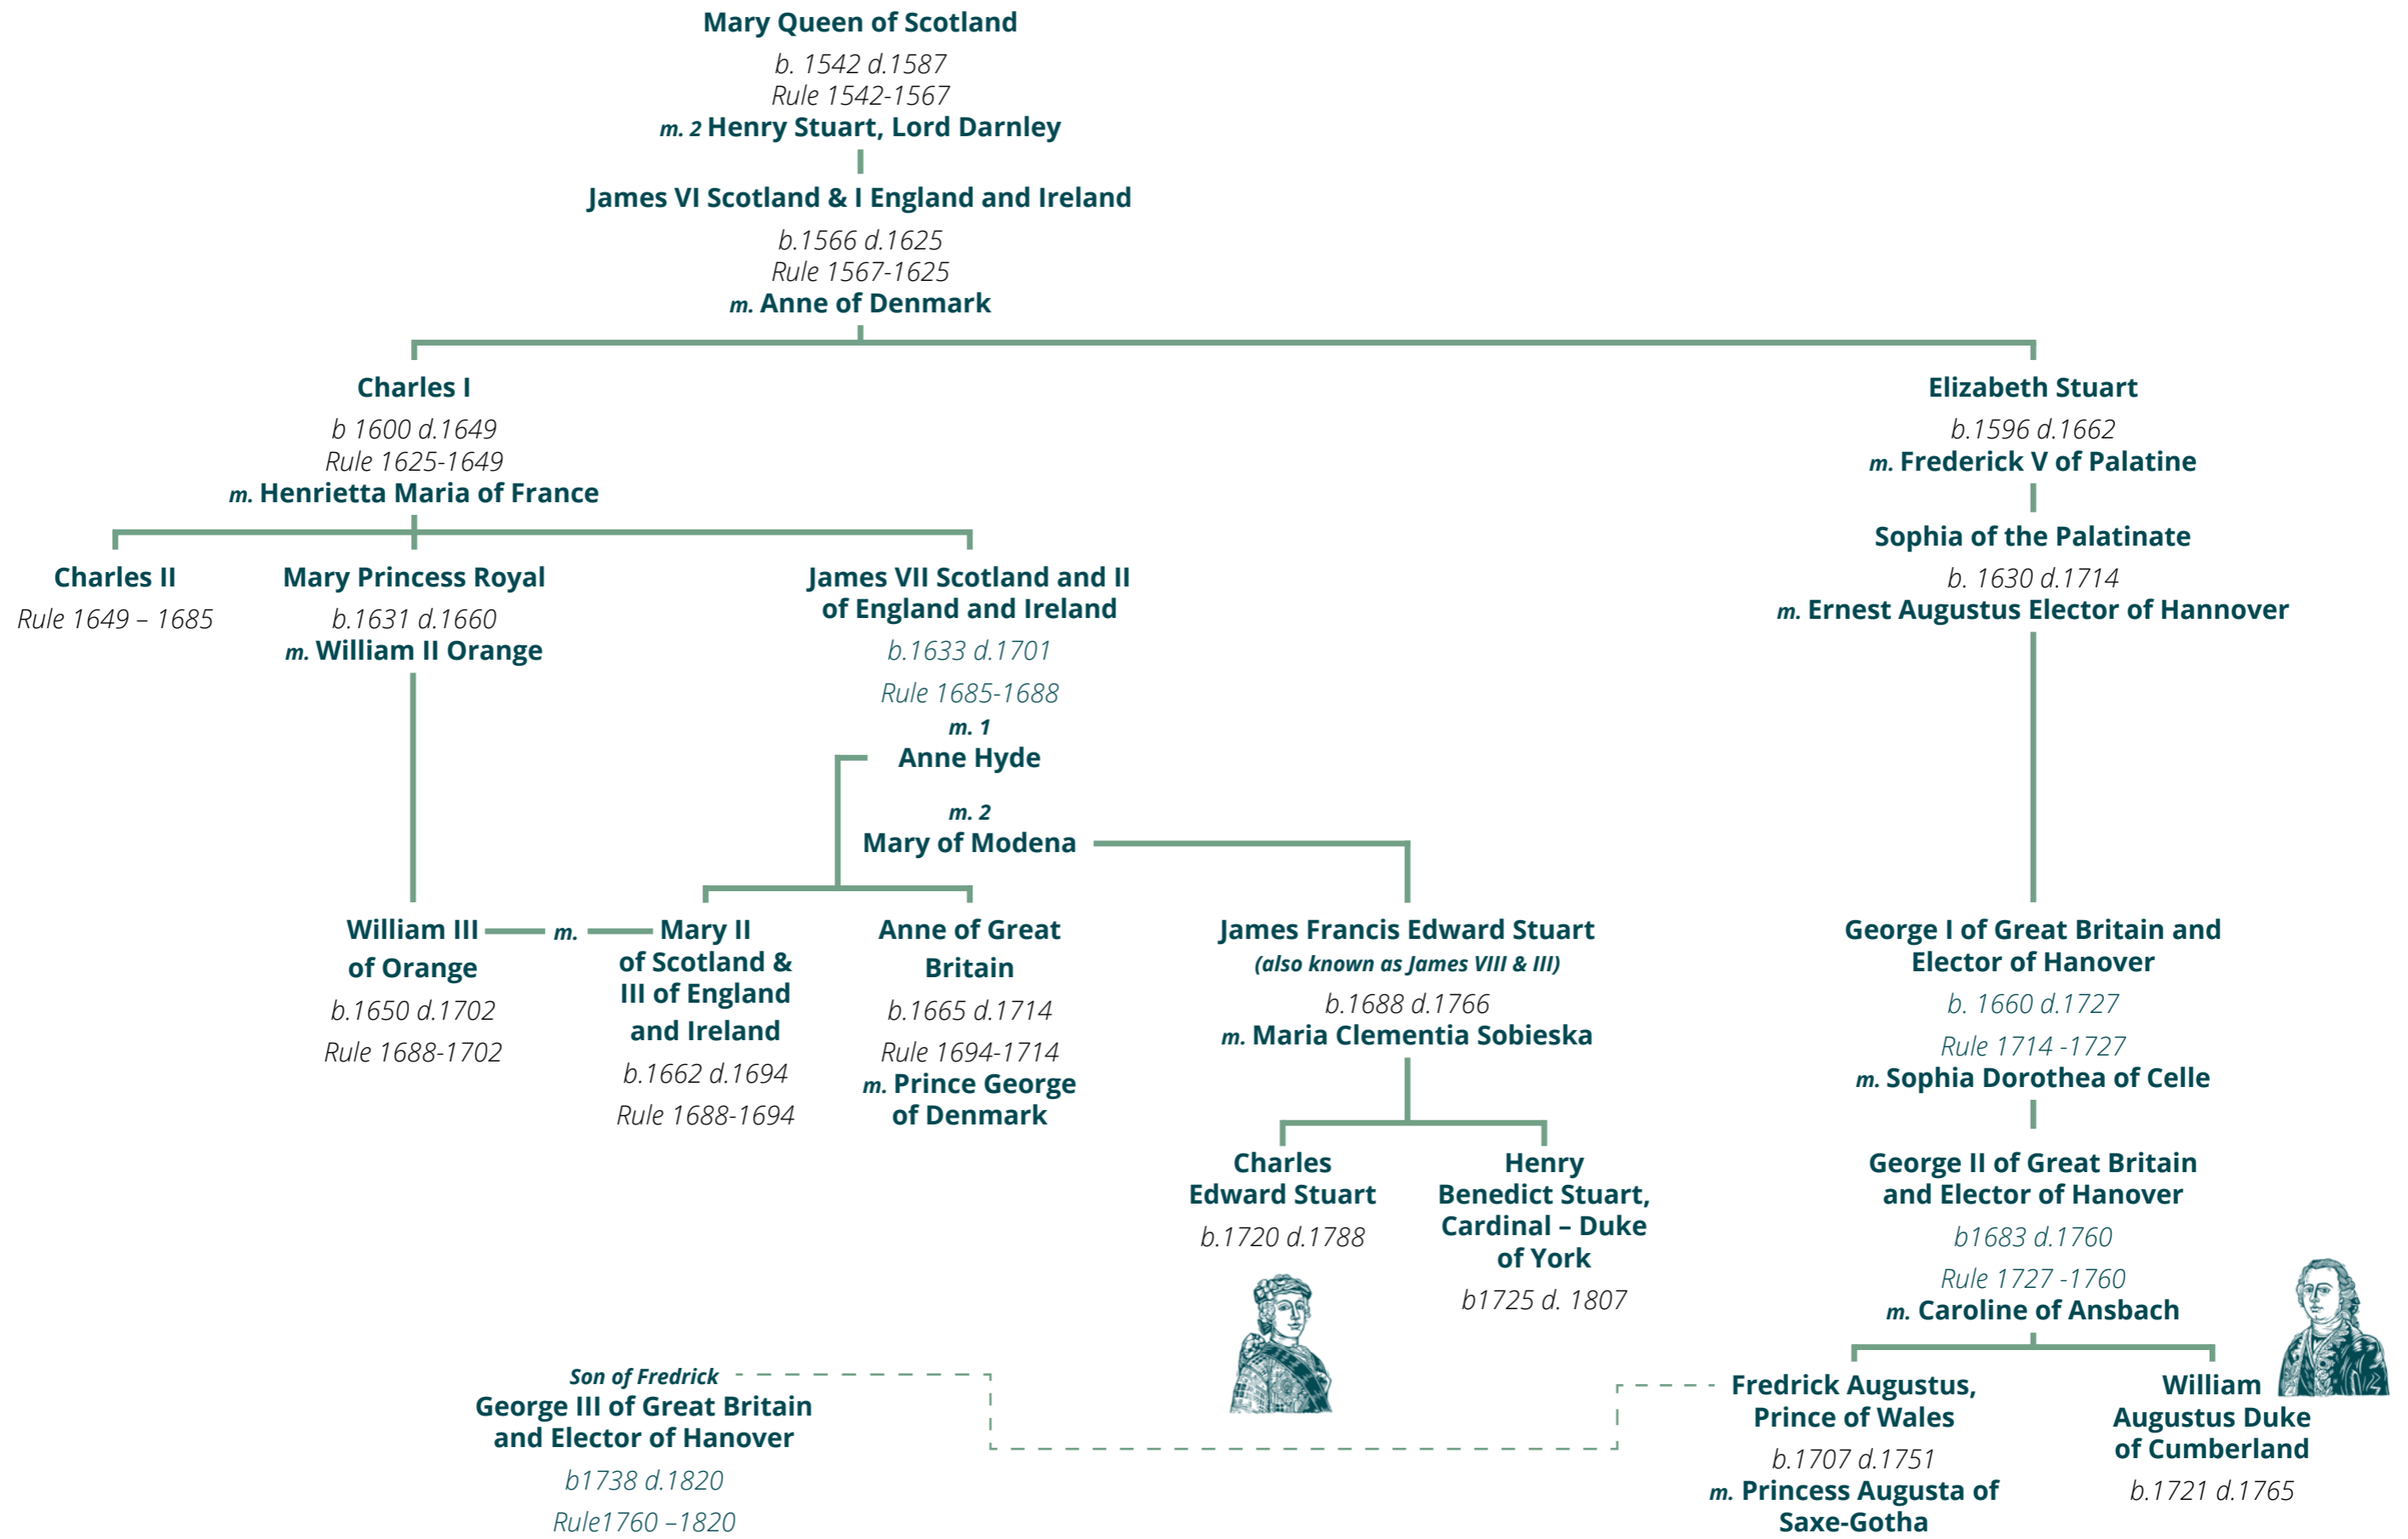 Mary Queen of Scotland
b. 1542 d.1587
Rule 1542-1567
m. 2 Henry Stuart, Lord Darnley
James VI Scotland & I England and Ireland
b.1566 d.1625
Rule 1567-1625
m. Anne of Denmark
Charles I
b 1600 d.1649
Rule 1625-1649
m. Henrietta Maria of France
Elizabeth Stuart
b.1596 d.1662
m. Frederick V of Palatine
Sophia of the Palatinate
b. 1630 d.1714
m. Ernest Augustus Elector of Hannover
Charles II
Rule 1649 – 1685
Mary Princess Royal
b.1631 d.1660
m. William II Orange
James VII Scotland and II
of England and Ireland
b.1633 d.1701
Rule 1685-1688
m. 1
Anne Hyde
m. 2
Mary of Modena
William III
of Orange
b.1650 d.1702
Rule 1688-1702
m.
Mary II
of Scotland &
III of England
and Ireland
b.1662 d.1694
Rule 1688-1694
Anne of Great
Britain
b.1665 d.1714
Rule 1694-1714
m. Prince George
of Denmark
James Francis Edward Stuart
(also known as James VIII & III)
b.1688 d.1766
m. Maria Clementia Sobieska
George I of Great Britain and
Elector of Hanover
b. 1660 d.1727
Rule 1714 -1727
m. Sophia Dorothea of Celle
Charles
Edward Stuart
b.1720 d.1788
Henry
Benedict Stuart,
Cardinal – Duke
of York
b1725 d. 1807
George II of Great Britain
and Elector of Hanover
b1683 d.1760
Rule 1727 -1760
m. Caroline of Ansbach
Son of Fredrick
George III of Great Britain
and Elector of Hanover
b1738 d.1820
Rule1760 –1820
Fredrick Augustus,
Prince of Wales
b.1707 d.1751
m. Princess Augusta of
Saxe-Gotha
William
Augustus Duke
of Cumberland
b.1721 d.1765